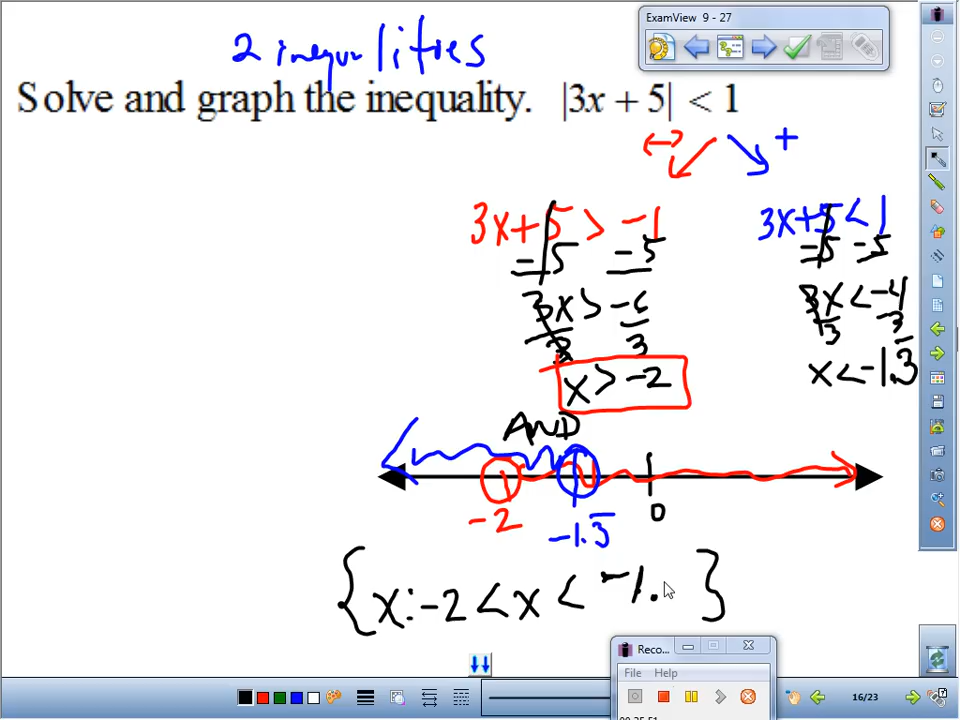 ExamView 9 - 27
2 inequalities
Solve and graph the inequality. |3x + 5| < 1
+
3x+5 > -1
-5 -5
3x > -6
3 3
x > -2
3x+5 < 1
-5 -5
3x < -4
3 3
x < -1.3̅
AND
-2 -1.3̅ 0
{x: -2 < x < -1. }
Reco...
File Help
16/23